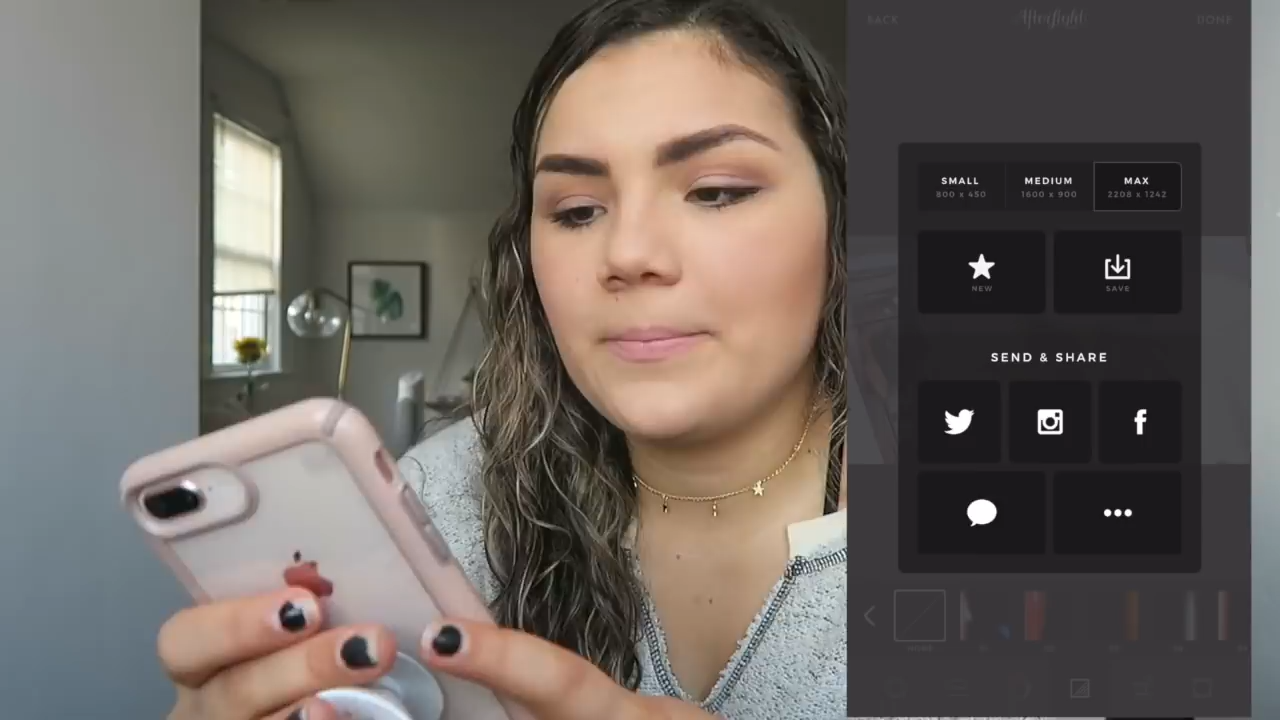 BACK Afterlight DONE
SMALL MEDIUM MAX
800 x 450 1600 x 900 2208 x 1242
NEW SAVE
SEND & SHARE